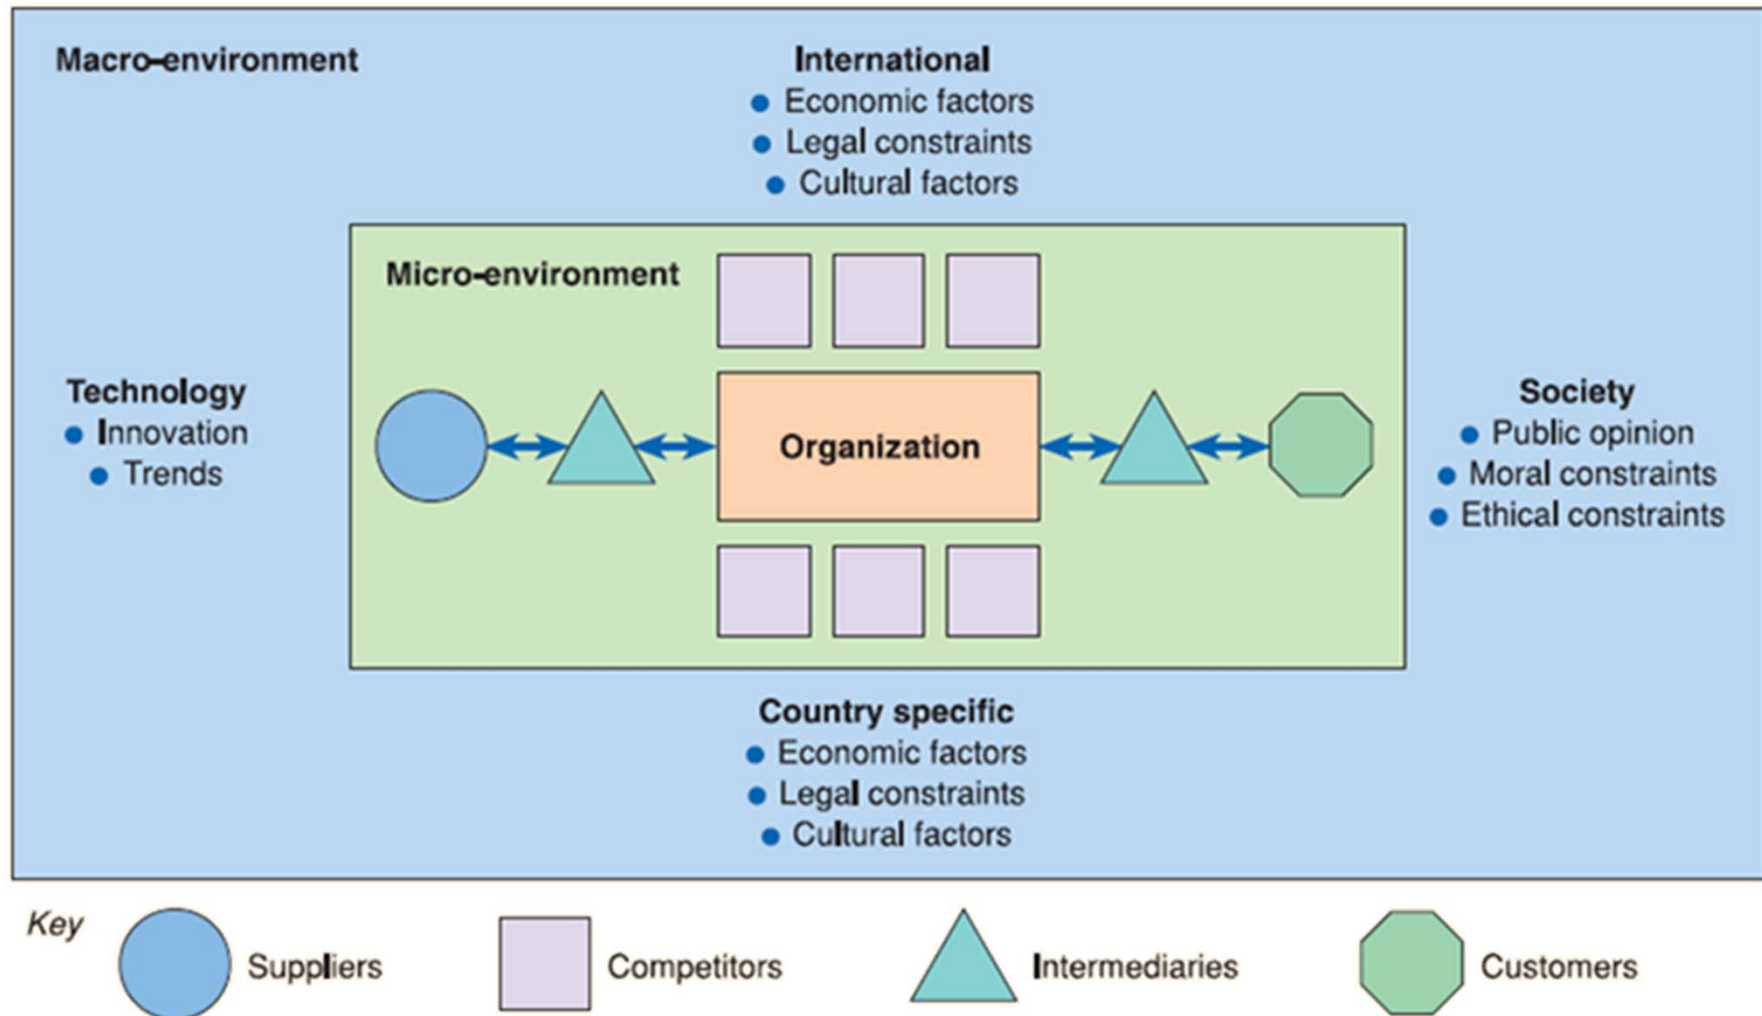 Macro-environment
International
• Economic factors
• Legal constraints
• Cultural factors
Micro-environment
Technology
• Innovation
• Trends
Organization
Society
• Public opinion
• Moral constraints
• Ethical constraints
Country specific
• Economic factors
• Legal constraints
• Cultural factors
Key
Suppliers
Competitors
Intermediaries
Customers